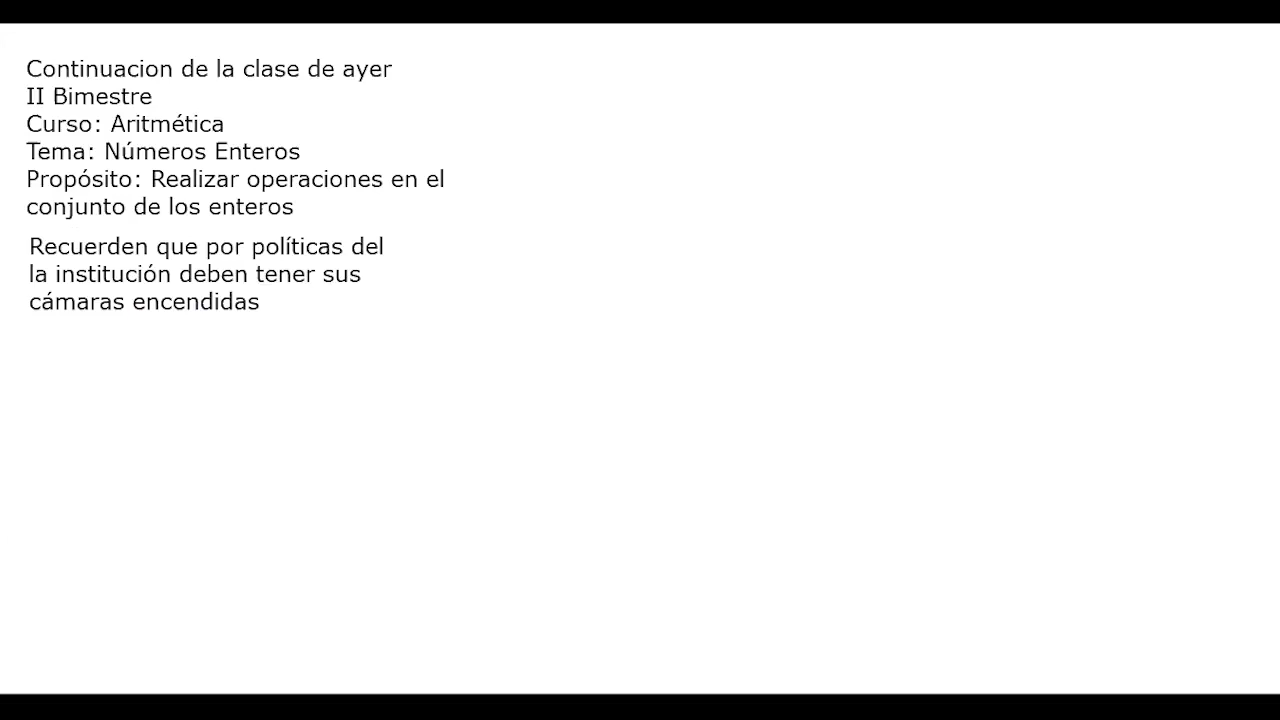 Continuacion de la clase de ayer
II Bimestre
Curso: Aritmética
Tema: Números Enteros
Propósito: Realizar operaciones en el
conjunto de los enteros
Recuerden que por políticas del
la institución deben tener sus
cámaras encendidas